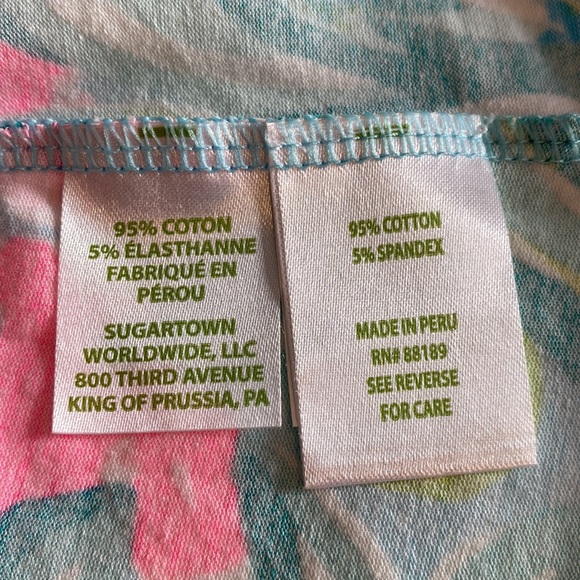 95% COTON
5% ÉLASTHANNE
FABRIQUÉ EN
PÉROU
SUGARTOWN
WORLDWIDE, LLC
800 THIRD AVENUE
KING OF PRUSSIA, PA
95% COTTON
5% SPANDEX
MADE IN PERU
RN# 88189
SEE REVERSE
FOR CARE